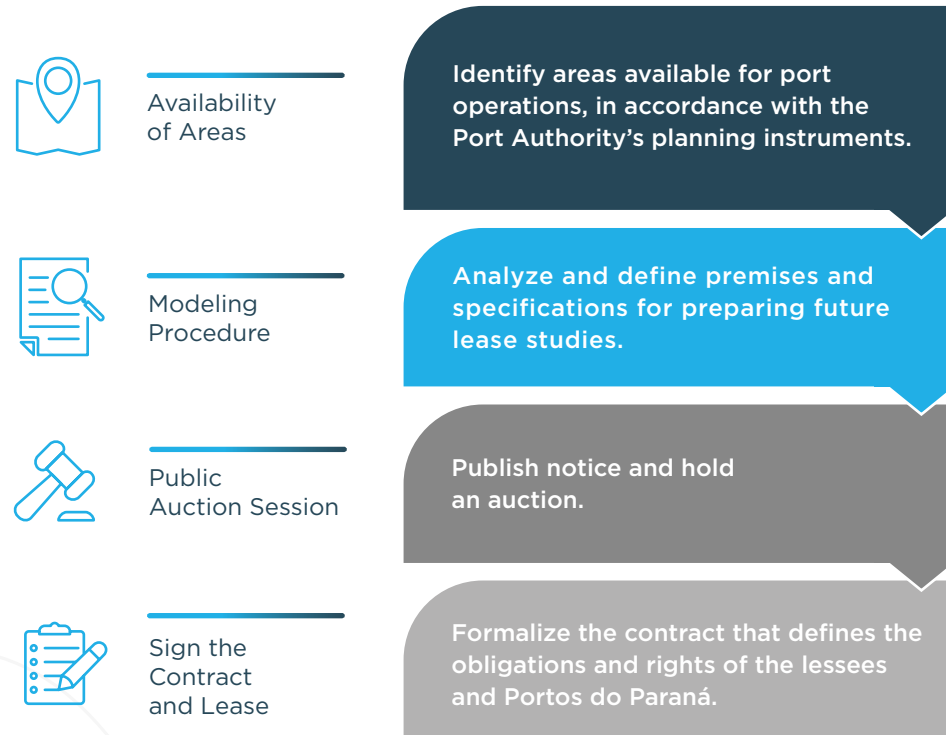 Availability
of Areas
Identify areas available for port
operations, in accordance with the
Port Authority’s planning instruments.
Modeling
Procedure
Analyze and define premises and
specifications for preparing future
lease studies.
Public
Auction Session
Publish notice and hold
an auction.
Sign the
Contract
and Lease
Formalize the contract that defines the
obligations and rights of the lessees
and Portos do Paraná.